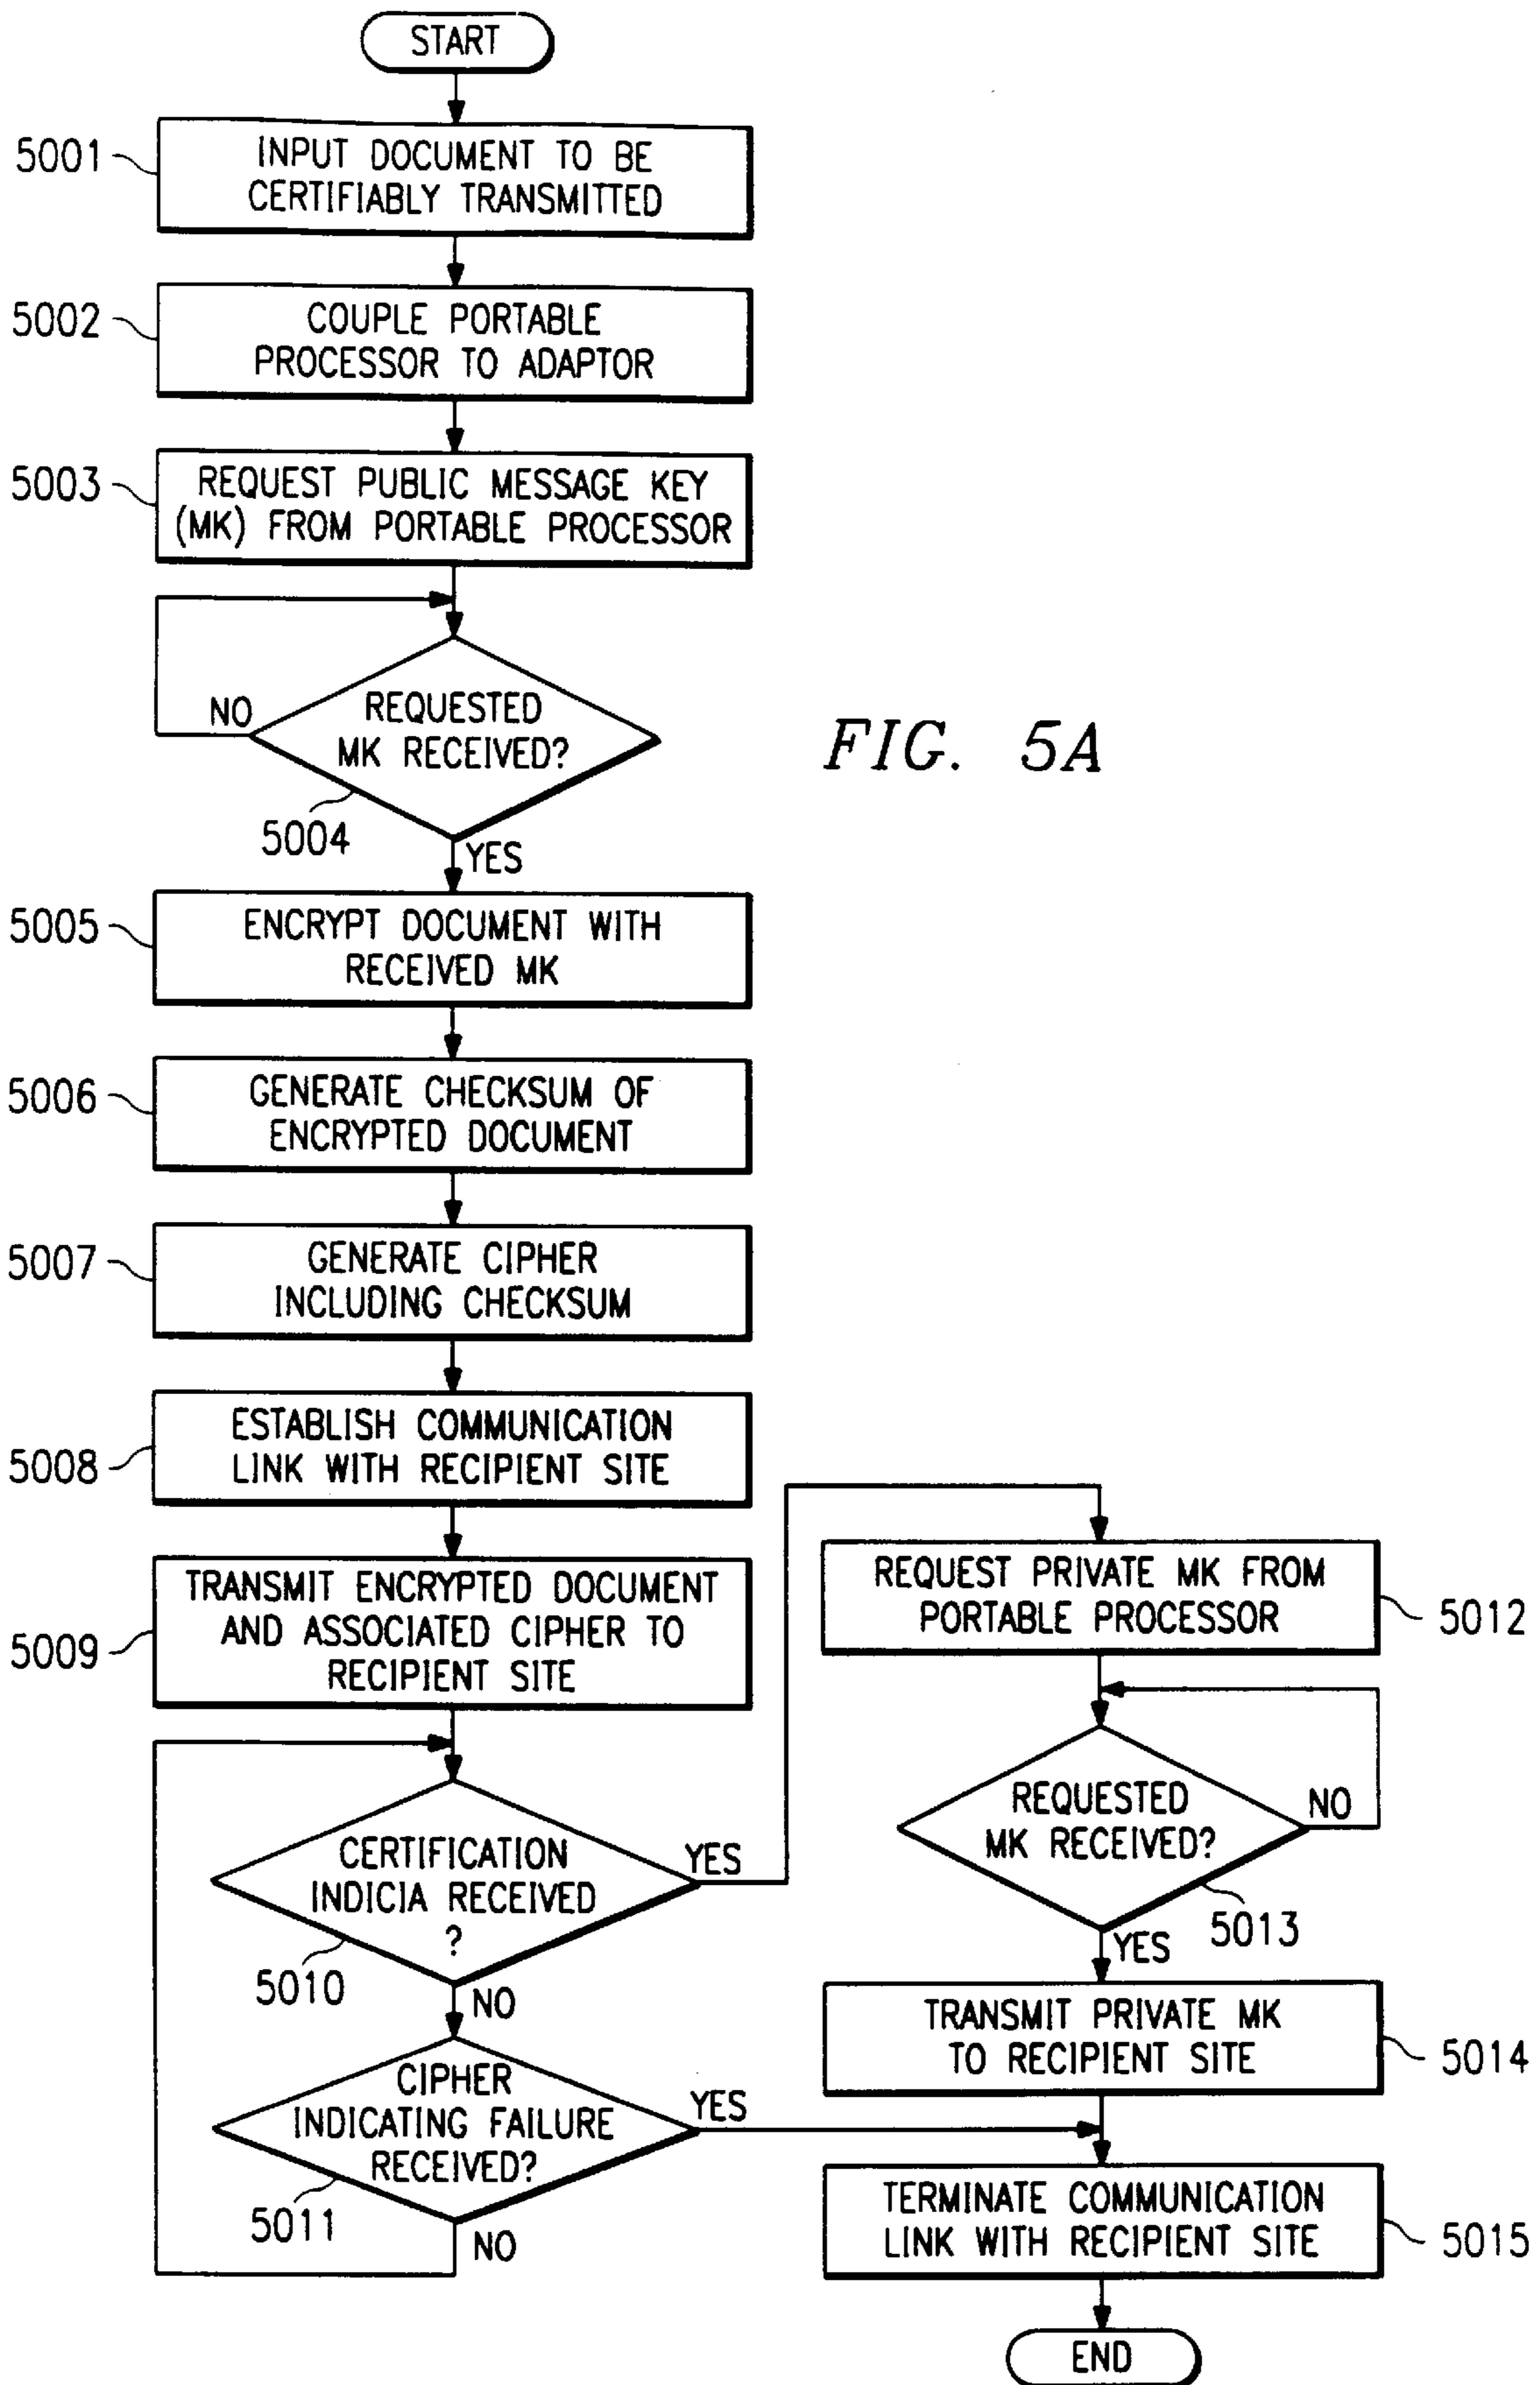 START
5001
INPUT DOCUMENT TO BE
CERTIFIABLY TRANSMITTED
5002
COUPLE PORTABLE
PROCESSOR TO ADAPTOR
5003
REQUEST PUBLIC MESSAGE KEY
(MK) FROM PORTABLE PROCESSOR
NO
REQUESTED
MK RECEIVED?
5004
YES
FIG. 5A
5005
ENCRYPT DOCUMENT WITH
RECEIVED MK
5006
GENERATE CHECKSUM OF
ENCRYPTED DOCUMENT
5007
GENERATE CIPHER
INCLUDING CHECKSUM
5008
ESTABLISH COMMUNICATION
LINK WITH RECIPIENT SITE
5009
TRANSMIT ENCRYPTED DOCUMENT
AND ASSOCIATED CIPHER TO
RECIPIENT SITE
CERTIFICATION
INDICIA RECEIVED
?
YES
5010
NO
CIPHER
INDICATING FAILURE
RECEIVED?
YES
5011
NO
REQUEST PRIVATE MK FROM
PORTABLE PROCESSOR
5012
REQUESTED
MK RECEIVED?
NO
5013
YES
TRANSMIT PRIVATE MK
TO RECIPIENT SITE
5014
TERMINATE COMMUNICATION
LINK WITH RECIPIENT SITE
5015
END